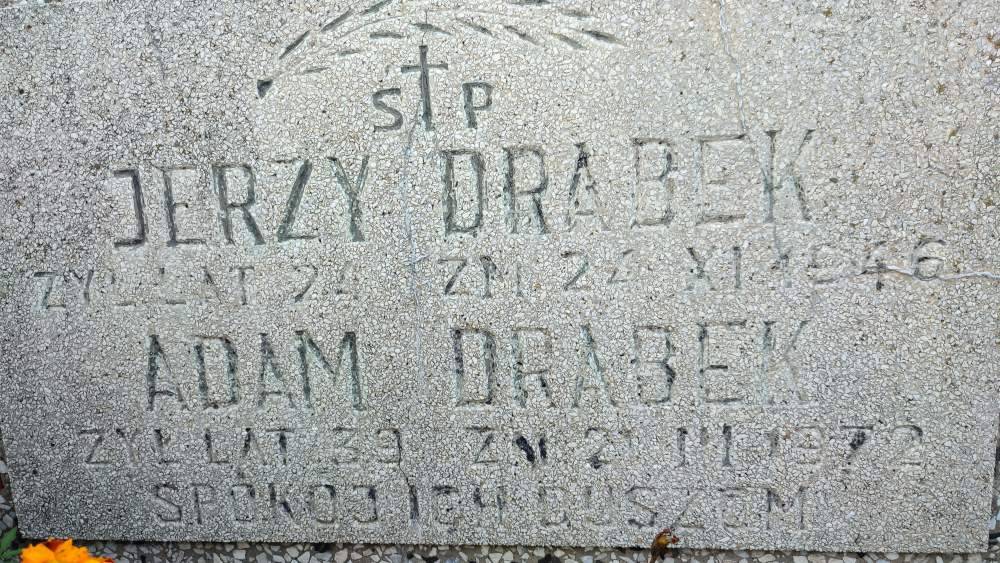 S P
JERZY DRABEK
ŻYŁ LAT 24 ZM 24 XI 1946
ADAM DRABEK
ŻYŁ LAT 39 ZM 21 III 1972
SPOKÓJ ICH DUSZOM